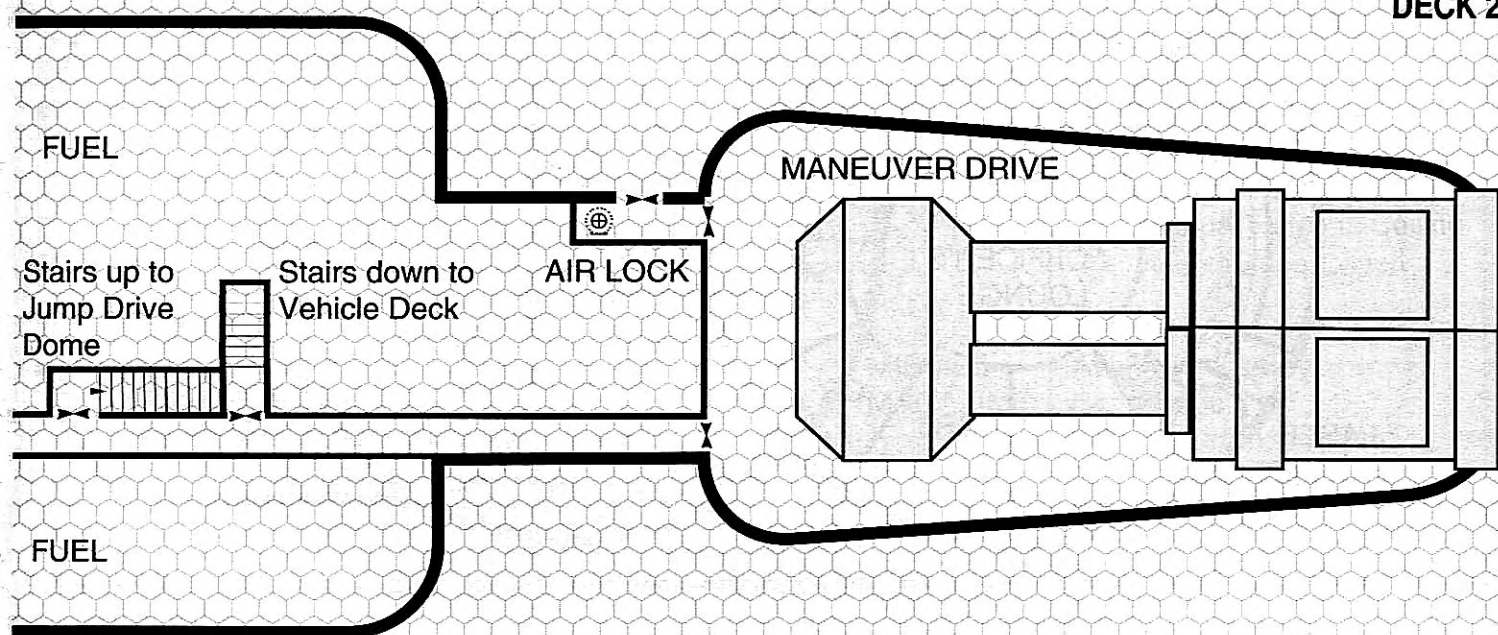 DECK 2
FUEL
MANEUVER DRIVE
Stairs up to
Jump Drive
Dome
Stairs down to
Vehicle Deck
AIR LOCK
FUEL